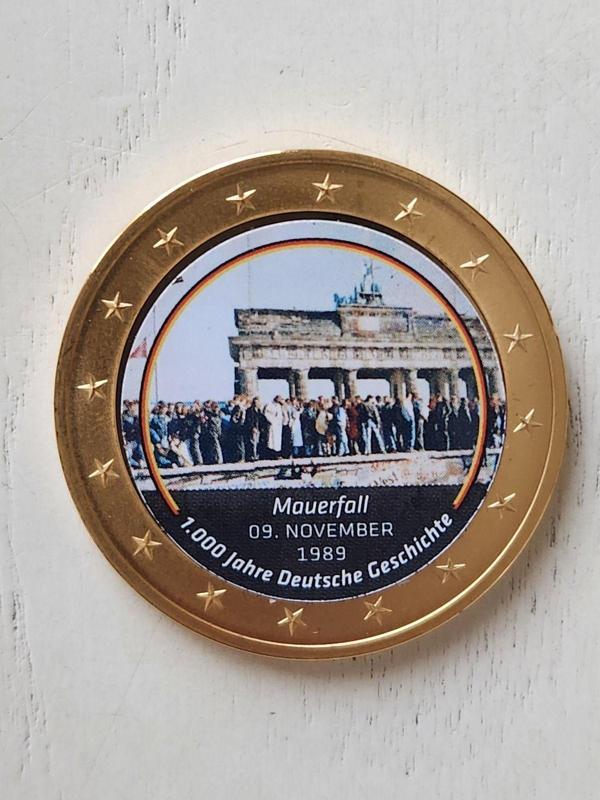 Mauerfall
09. NOVEMBER
1989
1.000 Jahre Deutsche Geschichte